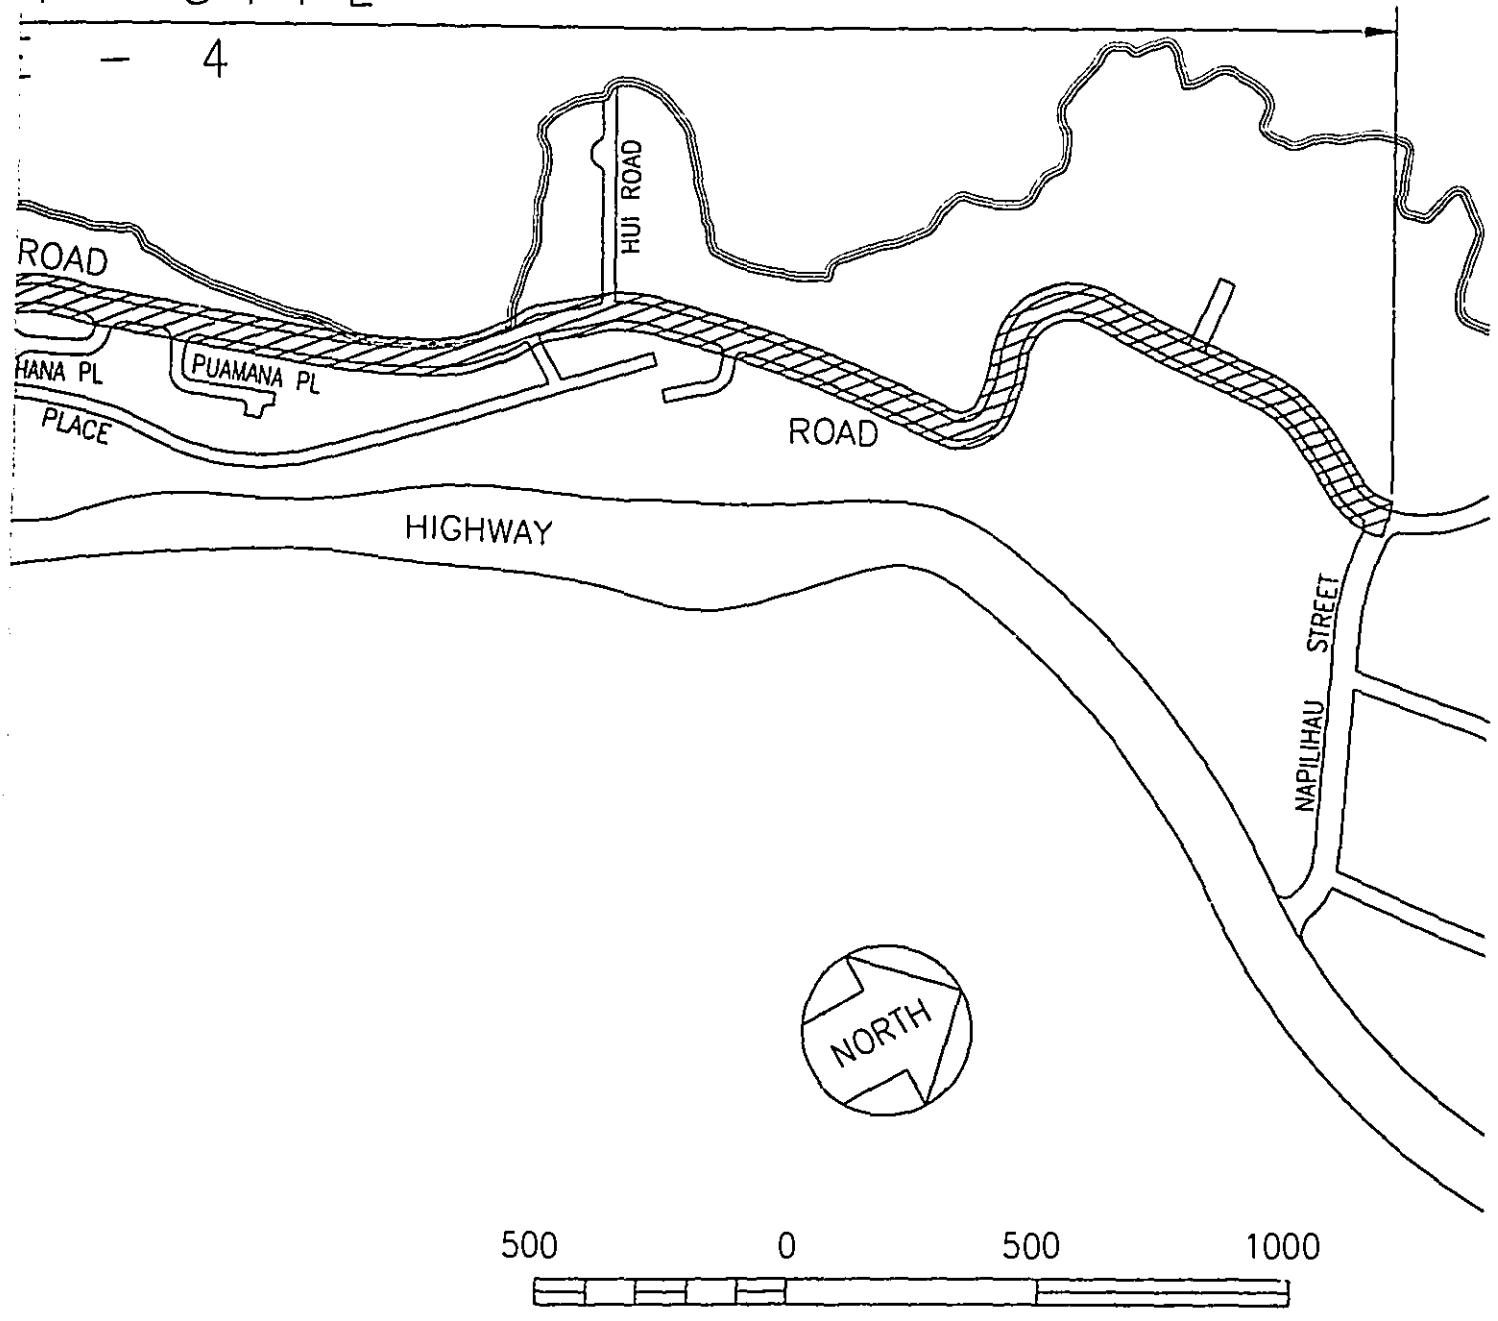 - 4
HUI ROAD
ROAD
HANA PL
PUAMANA PL
PLACE
ROAD
HIGHWAY
NAPILIHAU STREET
NORTH
500 0 500 1000